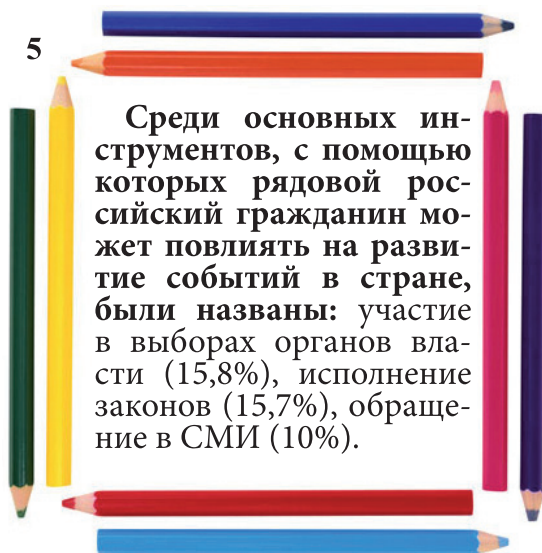 5
Среди основных ин-
струментов, с помощью
которых рядовой рос-
сийский гражданин мо-
жет повлиять на разви-
тие событий в стране,
были названы: участие
в выборах органов вла-
сти (15,8%), исполнение
законов (15,7%), обраще-
ние в СМИ (10%).